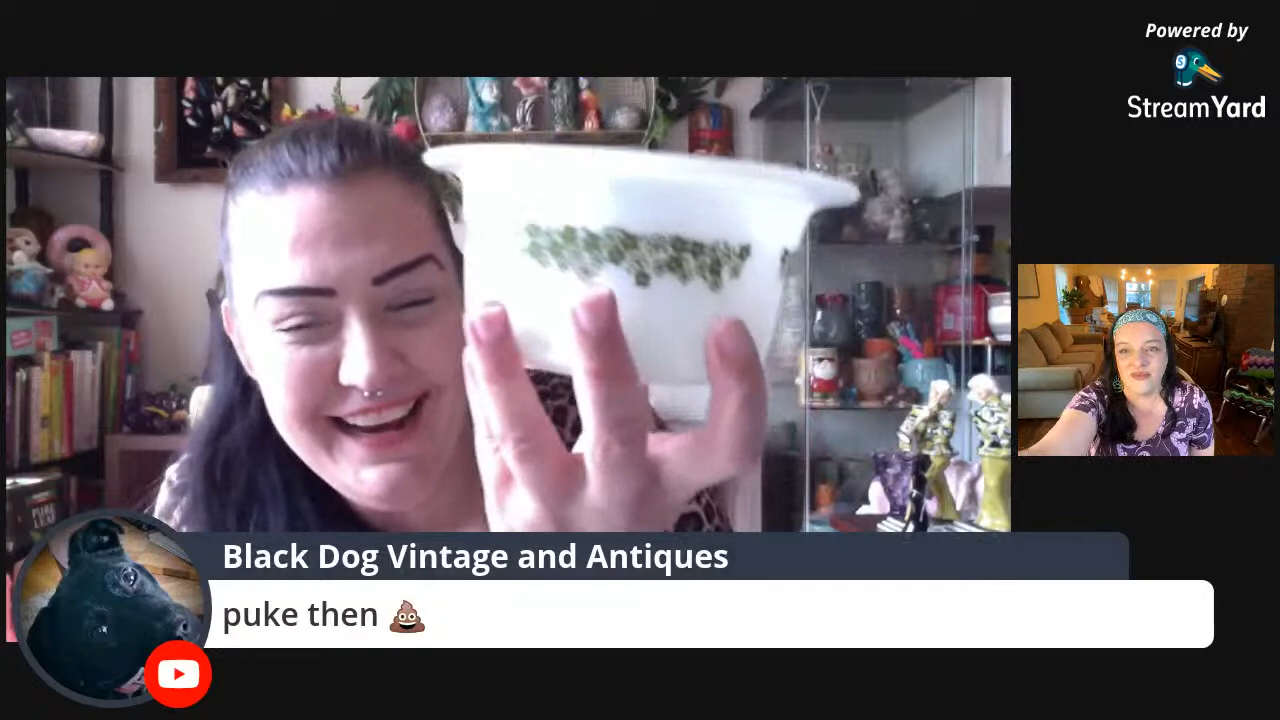 Powered by
StreamYard
Black Dog Vintage and Antiques
puke then 💩